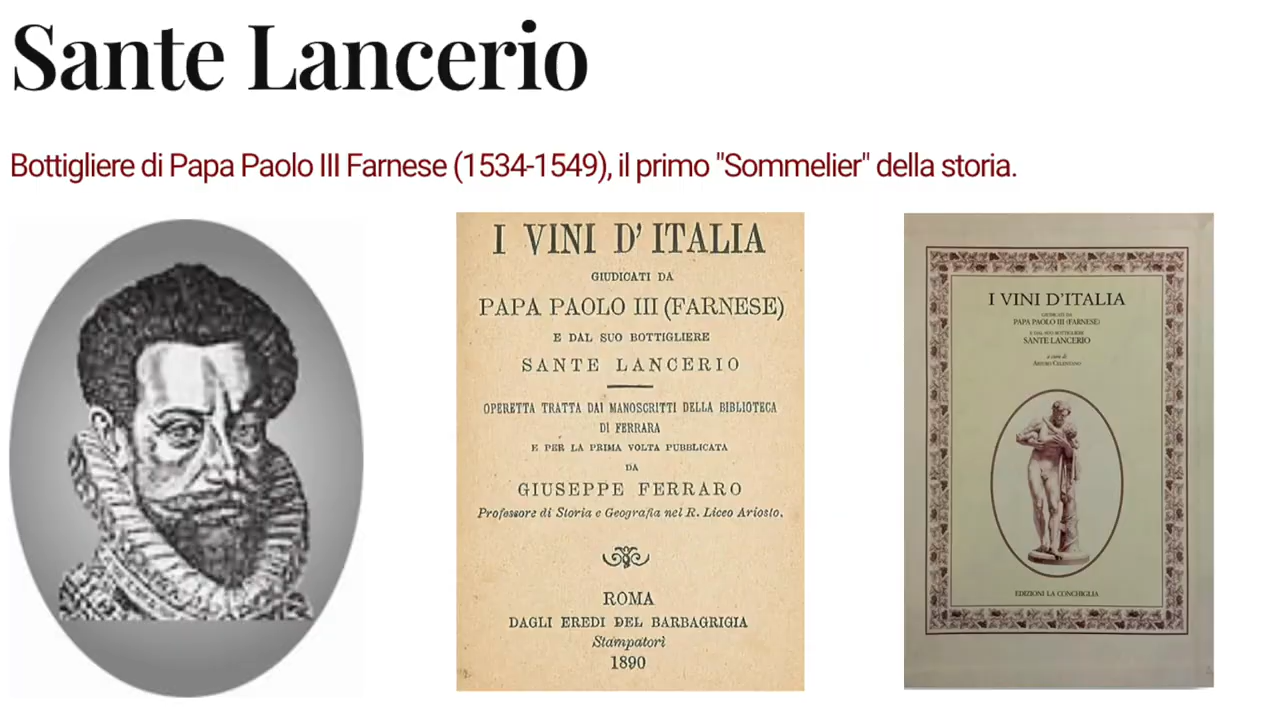 Sante Lancerio
Bottigliere di Papa Paolo III Farnese (1534-1549), il primo "Sommelier" della storia.
I VINI D' ITALIA
GIUDICATI DA
PAPA PAOLO III (FARNESE)
E DAL SUO BOTTIGLIERE
SANTE LANCERIO
OPERETTA TRATTA DAI MANOSCRITTI DELLA BIBLIOTECA
DI FERRARA
E PER LA PRIMA VOLTA PUBBLICATA
DA
GIUSEPPE FERRARO
Professore di Storia e Geografia nel R. Liceo Ariosto.
ROMA
DAGLI EREDI DEL BARBAGRIGIA
Stampatori
1890
I VINI D'ITALIA
GIUDICATI DA
PAPA PAOLO III (FARNESE)
E DAL SUO BOTTIGLIERE
SANTE LANCERIO
a cura di
ARTURO CELENTANO
EDIZIONI LA CONCHIGLIA